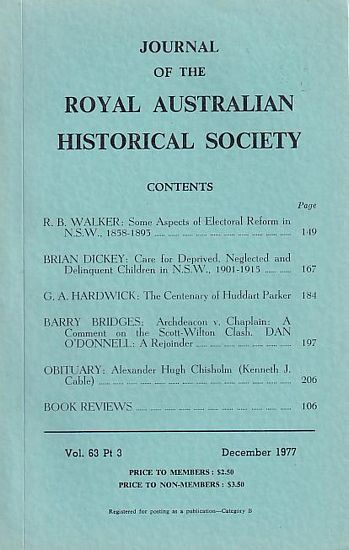 JOURNAL
OF THE
ROYAL AUSTRALIAN
HISTORICAL SOCIETY
CONTENTS
Page
R. B. WALKER: Some Aspects of Electoral Reform in
N.S.W., 1858-1893 149
BRIAN DICKEY: Care for Deprived, Neglected and
Delinquent Children in N.S.W., 1901-1915 167
G. A. HARDWICK: The Centenary of Huddart Parker 184
BARRY BRIDGES: Archdeacon v. Chaplain: A
Comment on the Scott-Wilton Clash. DAN
O'DONNELL: A Rejoinder 197
OBITUARY: Alexander Hugh Chisholm (Kenneth J.
Cable) 206
BOOK REVIEWS 106
Vol. 63 Pt 3 December 1977
PRICE TO MEMBERS: $2.50
PRICE TO NON-MEMBERS: $3.50
Registered for posting as a publication—Category B